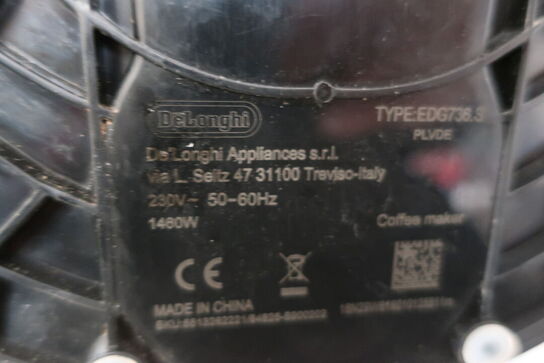 DeLonghi
TYPE:EDG736.S
PLVDE
De'Longhi Appliances s.r.l.
via L. Seitz 47 31100 Treviso-Italy
230V~ 50-60Hz
1460W
Coffee maker
CE
MADE IN CHINA